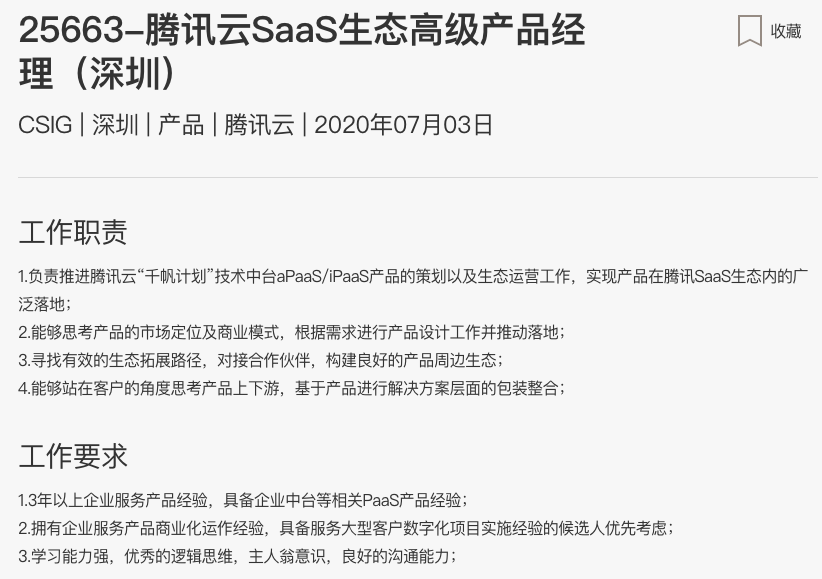 25663-腾讯云SaaS生态高级产品经
理（深圳）
收藏
CSIG | 深圳 | 产品 | 腾讯云 | 2020年07月03日
工作职责
1.负责推进腾讯云“千帆计划”技术中台aPaaS/iPaaS产品的策划以及生态运营工作，实现产品在腾讯SaaS生态内的广
泛落地；
2.能够思考产品的市场定位及商业模式，根据需求进行产品设计工作并推动落地；
3.寻找有效的生态拓展路径，对接合作伙伴，构建良好的产品周边生态；
4.能够站在客户的角度思考产品上下游，基于产品进行解决方案层面的包装整合；
工作要求
1.3年以上企业服务产品经验，具备企业中台等相关PaaS产品经验；
2.拥有企业服务产品商业化运作经验，具备服务大型客户数字化项目实施经验的候选人优先考虑；
3.学习能力强，优秀的逻辑思维，主人翁意识，良好的沟通能力；